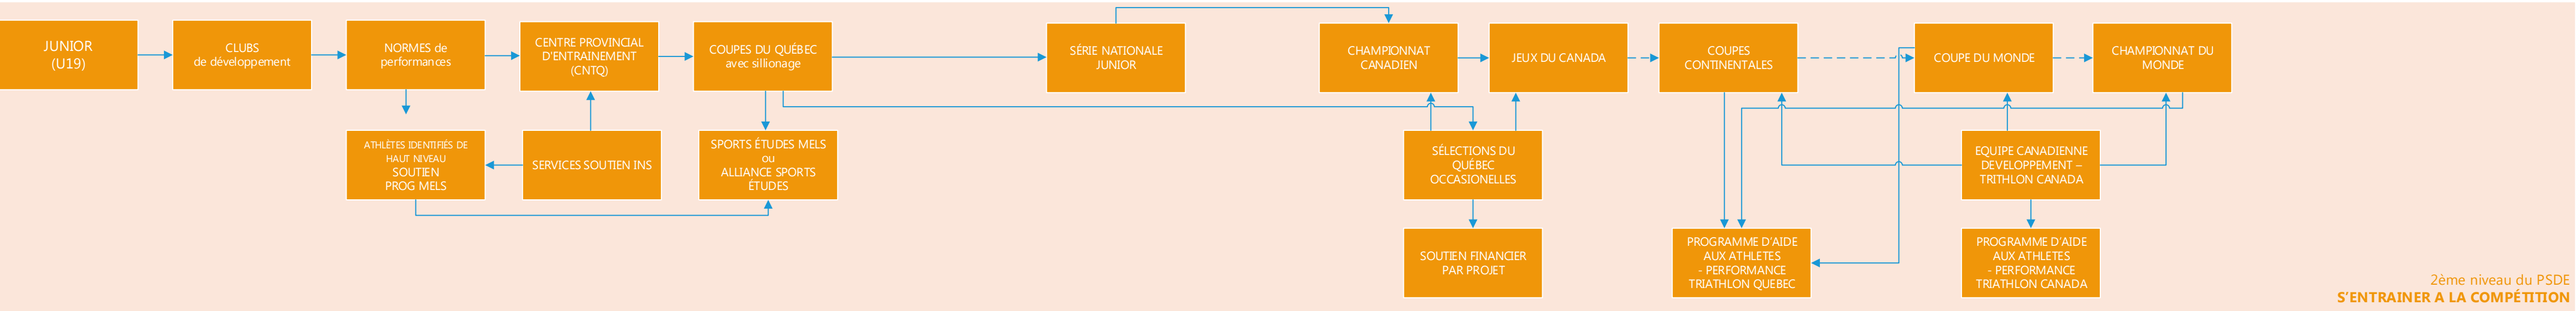 JUNIOR
(U19)
CLUBS
de développement
NORMES de
performances
CENTRE PROVINCIAL
D'ENTRAINEMENT
(CNTQ)
COUPES DU QUÉBEC
avec sillionage
SÉRIE NATIONALE
JUNIOR
CHAMPIONNAT
CANADIEN
JEUX DU CANADA
COUPES
CONTINENTALES
COUPE DU MONDE
CHAMPIONNAT DU
MONDE
ATHLÈTES IDENTIFIÉS DE
HAUT NIVEAU
SOUTIEN
PROG MELS
SERVICES SOUTIEN INS
SPORTS ÉTUDES MELS
ou
ALLIANCE SPORTS
ÉTUDES
SÉLECTIONS DU
QUÉBEC
OCCASIONELLES
EQUIPE CANADIENNE
DEVELOPPEMENT –
TRITHLON CANADA
SOUTIEN FINANCIER
PAR PROJET
PROGRAMME D'AIDE
AUX ATHLETES
- PERFORMANCE
TRIATHLON QUEBEC
PROGRAMME D'AIDE
AUX ATHLETES
- PERFORMANCE
TRIATHLON CANADA
2ème niveau du PSDE
S'ENTRAINER A LA COMPÉTITION